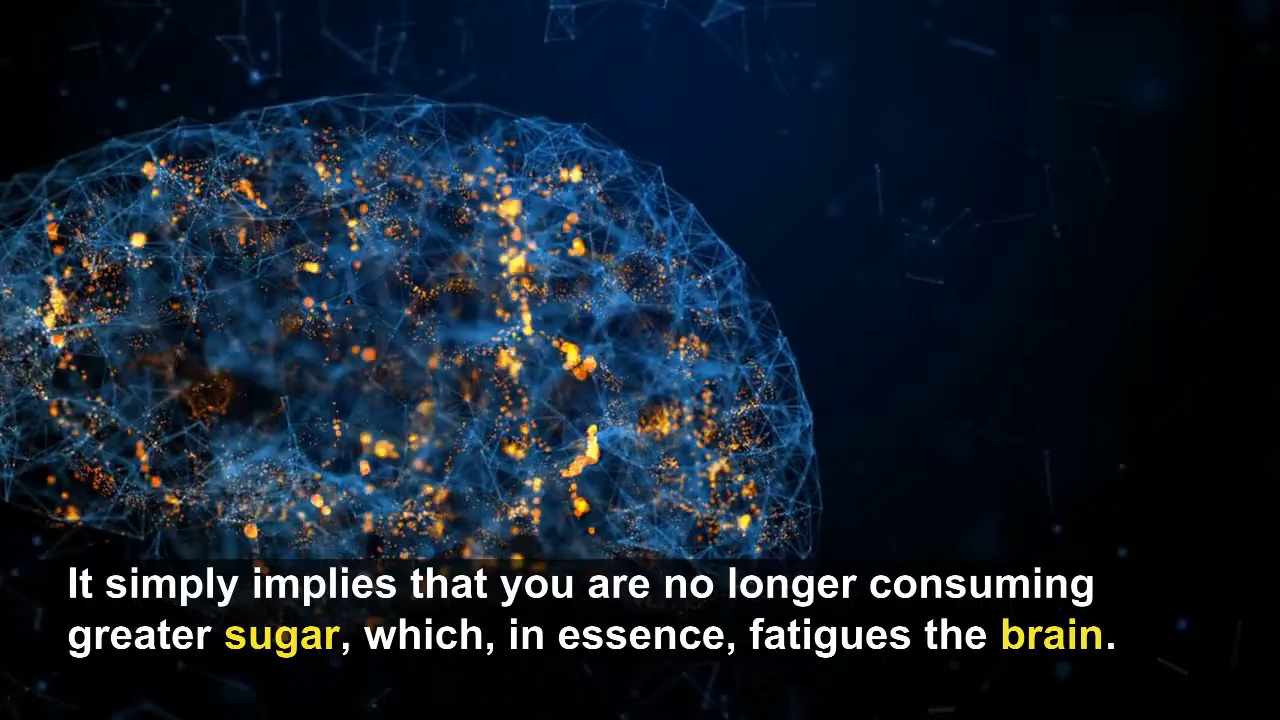 It simply implies that you are no longer consuming
greater sugar, which, in essence, fatigues the brain.